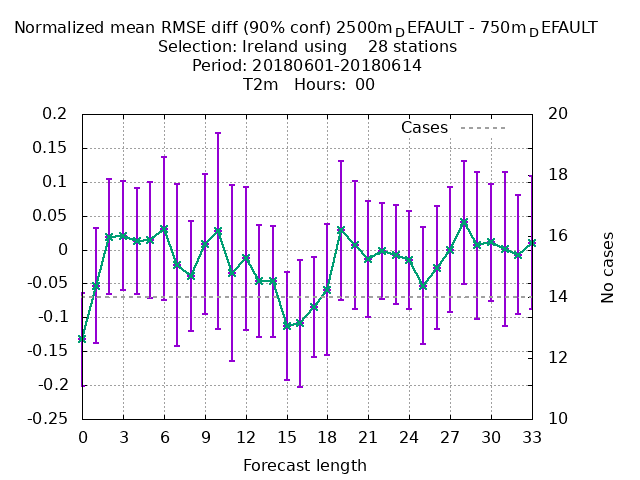 Normalized mean RMSE diff (90% conf) 2500m_DEFAULT - 750m_DEFAULT
Selection: Ireland using 28 stations
Period: 20180601-20180614
T2m Hours: 00
Cases
0.2
0.15
0.1
0.05
0
-0.05
-0.1
-0.15
-0.2
-0.25
20
18
16
14
12
10
No cases
0 3 6 9 12 15 18 21 24 27 30 33
Forecast length